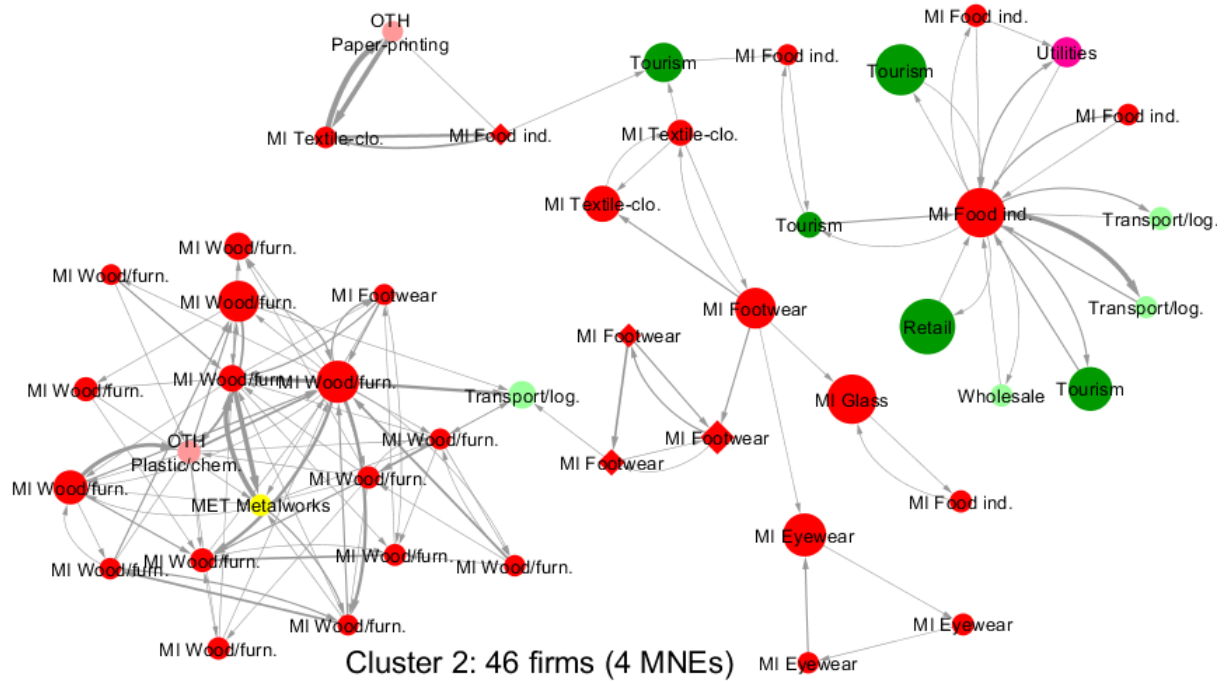 OTH
Paper-printing
MI Textile-clo.
MI Food ind.
Tourism
MI Food ind.
MI Textile-clo.
MI Textile-clo.
Tourism
MI Food ind.
Tourism
Utilities
MI Food ind.
MI Food ind.
Transport/log.
Transport/log.
Retail
Wholesale
Tourism
MI Wood/furn.
MI Wood/furn.
MI Wood/furn.
MI Footwear
MI Wood/furn.
MI Wood/furn.
MI Wood/furn.
Transport/log.
MI Footwear
MI Footwear
MI Footwear
MI Footwear
MI Glass
MI Food ind.
OTH
Plastic/chem.
MI Wood/furn.
MI Wood/furn.
MI Wood/furn.
MET Metalworks
MI Wood/furn.
MI Wood/furn.
MI Wood/furn.
MI Wood/furn.
MI Wood/furn.
MI Wood/furn.
MI Eyewear
MI Eyewear
MI Eyewear
Cluster 2: 46 firms (4 MNEs)